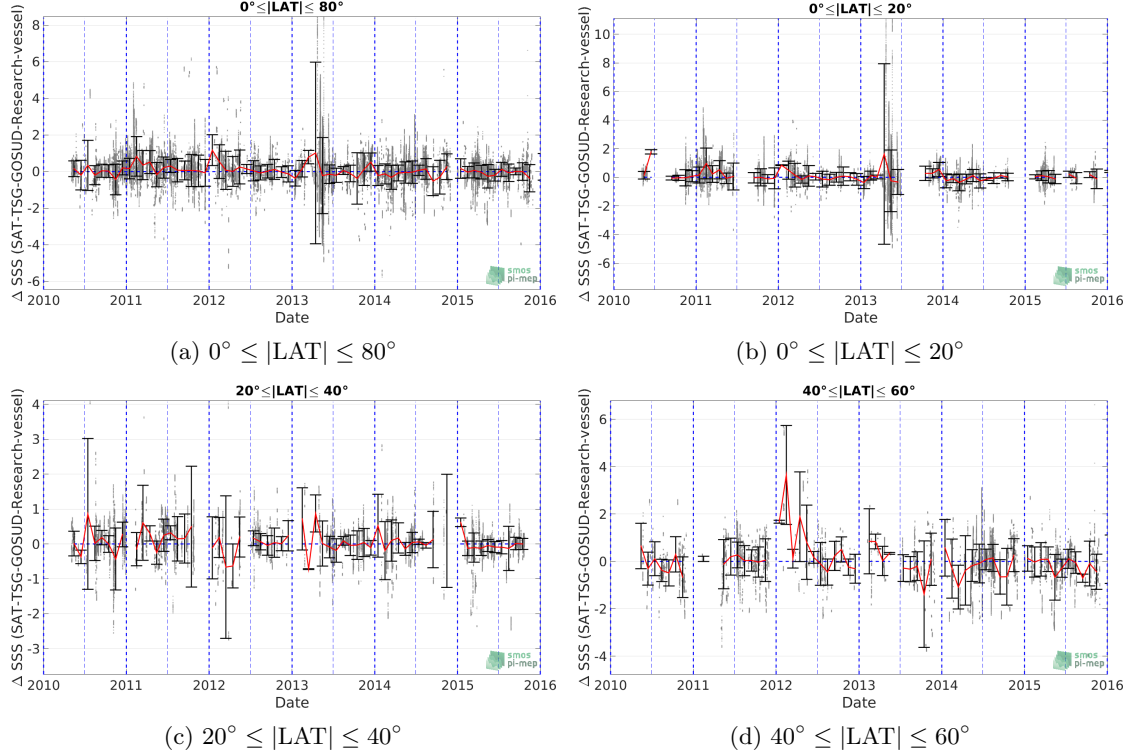 0°≤|LAT|≤ 80°
Δ SSS (SAT-TSG-GOSUD-Research-vessel)
8
6
4
2
0
-2
-4
-6
2010 2011 2012 2013 2014 2015 2016
Date
smos
pi-mep
(a) 0° ≤ |LAT| ≤ 80°
0°≤|LAT|≤ 20°
Δ SSS (SAT-TSG-GOSUD-Research-vessel)
10
8
6
4
2
0
-2
-4
-6
2010 2011 2012 2013 2014 2015 2016
Date
smos
pi-mep
(b) 0° ≤ |LAT| ≤ 20°
20°≤|LAT|≤ 40°
Δ SSS (SAT-TSG-GOSUD-Research-vessel)
4
3
2
1
0
-1
-2
-3
2010 2011 2012 2013 2014 2015 2016
Date
smos
pi-mep
(c) 20° ≤ |LAT| ≤ 40°
40°≤|LAT|≤ 60°
Δ SSS (SAT-TSG-GOSUD-Research-vessel)
6
4
2
0
-2
-4
2010 2011 2012 2013 2014 2015 2016
Date
smos
pi-mep
(d) 40° ≤ |LAT| ≤ 60°